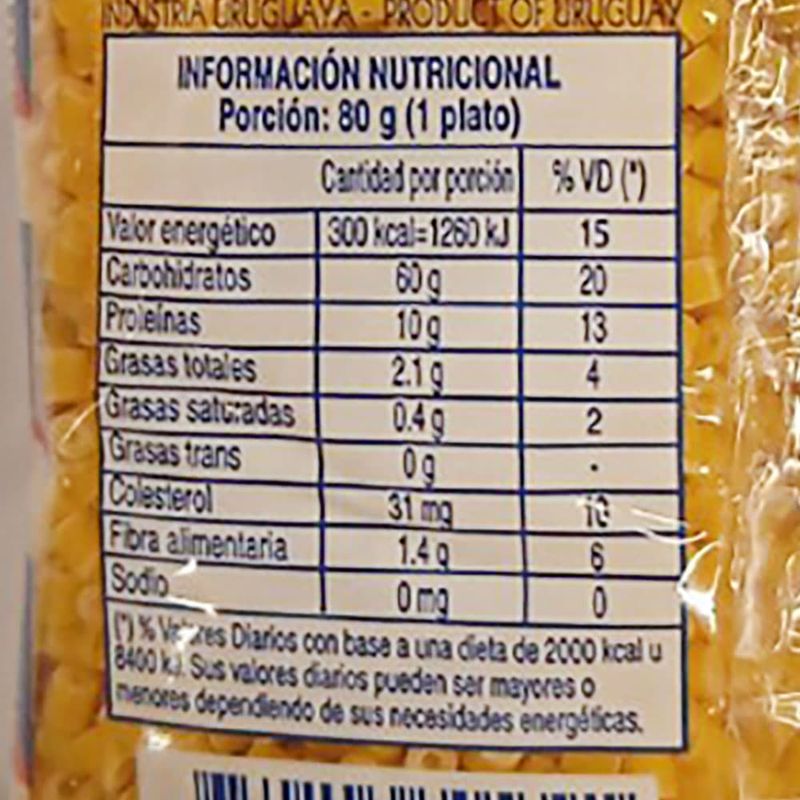 INDUSTRIA URUGUAYA - PRODUCT OF URUGUAY
INFORMACIÓN NUTRICIONAL
Porción: 80 g (1 plato)
Cantidad por porción % VD (*)
Valor energético 300 kcal=1260 kJ 15
Carbohidratos 60 g 20
Proteínas 10 g 13
Grasas totales 2.1 g 4
Grasas saturadas 0.4 g 2
Grasas trans 0 g -
Colesterol 31 mg 10
Fibra alimentaria 1.4 g 6
Sodio 0 mg 0
(*) % Valores Diarios con base a una dieta de 2000 kcal u
8400 kJ. Sus valores diarios pueden ser mayores o
menores dependiendo de sus necesidades energéticas.